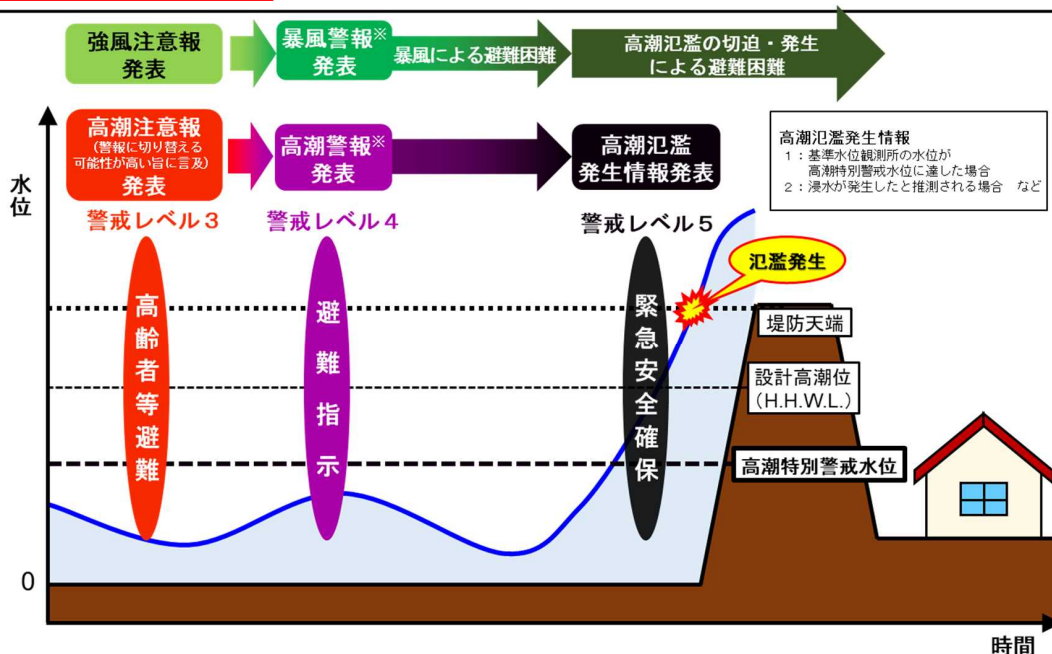 強風注意報
発表
暴風警報※
発表
暴風による避難困難
高潮氾濫の切迫・発生
による避難困難
高潮注意報
(警報に切り替える
可能性が高い旨に言及)
発表
高潮警報※
発表
高潮氾濫
発生情報発表
高潮氾濫発生情報
1:基準水位観測所の水位が
高潮特別警戒水位に達した場合
2:浸水が発生したと推測される場合 など
水位
警戒レベル3
警戒レベル4
警戒レベル5
高齢者等避難
避難指示
緊急安全確保
氾濫発生
堤防天端
設計高潮位
(H.H.W.L.)
高潮特別警戒水位
0
時間